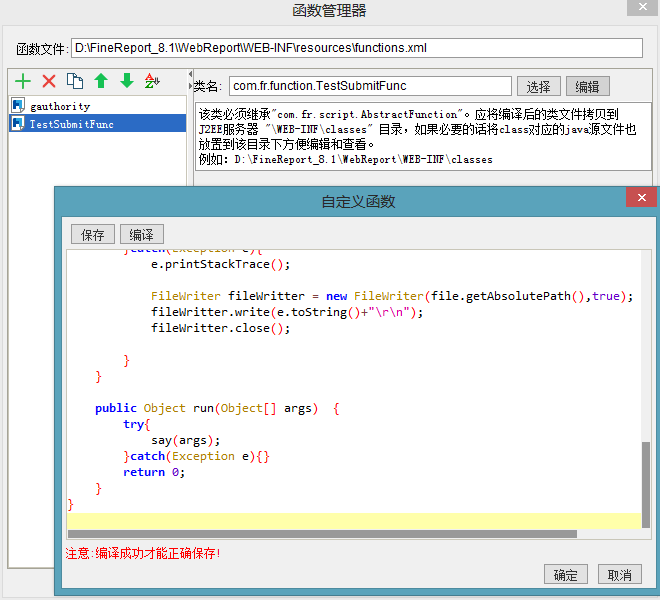 函数管理器
函数文件: D:\FineReport_8.1\WebReport\WEB-INF\resources\functions.xml
类名: com.fr.function.TestSubmitFunc 选择 编辑
gauthority
TestSubmitFunc
该类必须继承"com.fr.script.AbstractFunction"。应将编译后的类文件拷贝到
J2EE服务器 "\WEB-INF\classes" 目录，如果必要的话将class对应的java源文件也
放置到该目录下方便编辑和查看。
例如: D:\FineReport_8.1\WebReport\WEB-INF\classes
自定义函数
保存 编译
}catch(Exception e){
e.printStackTrace();
FileWriter fileWritter = new FileWriter(file.getAbsolutePath(),true);
fileWritter.write(e.toString()+"\r\n");
fileWritter.close();
}
}
public Object run(Object[] args) {
try{
say(args);
}catch(Exception e){}
return 0;
}
}
注意:编译成功才能正确保存!
确定 取消